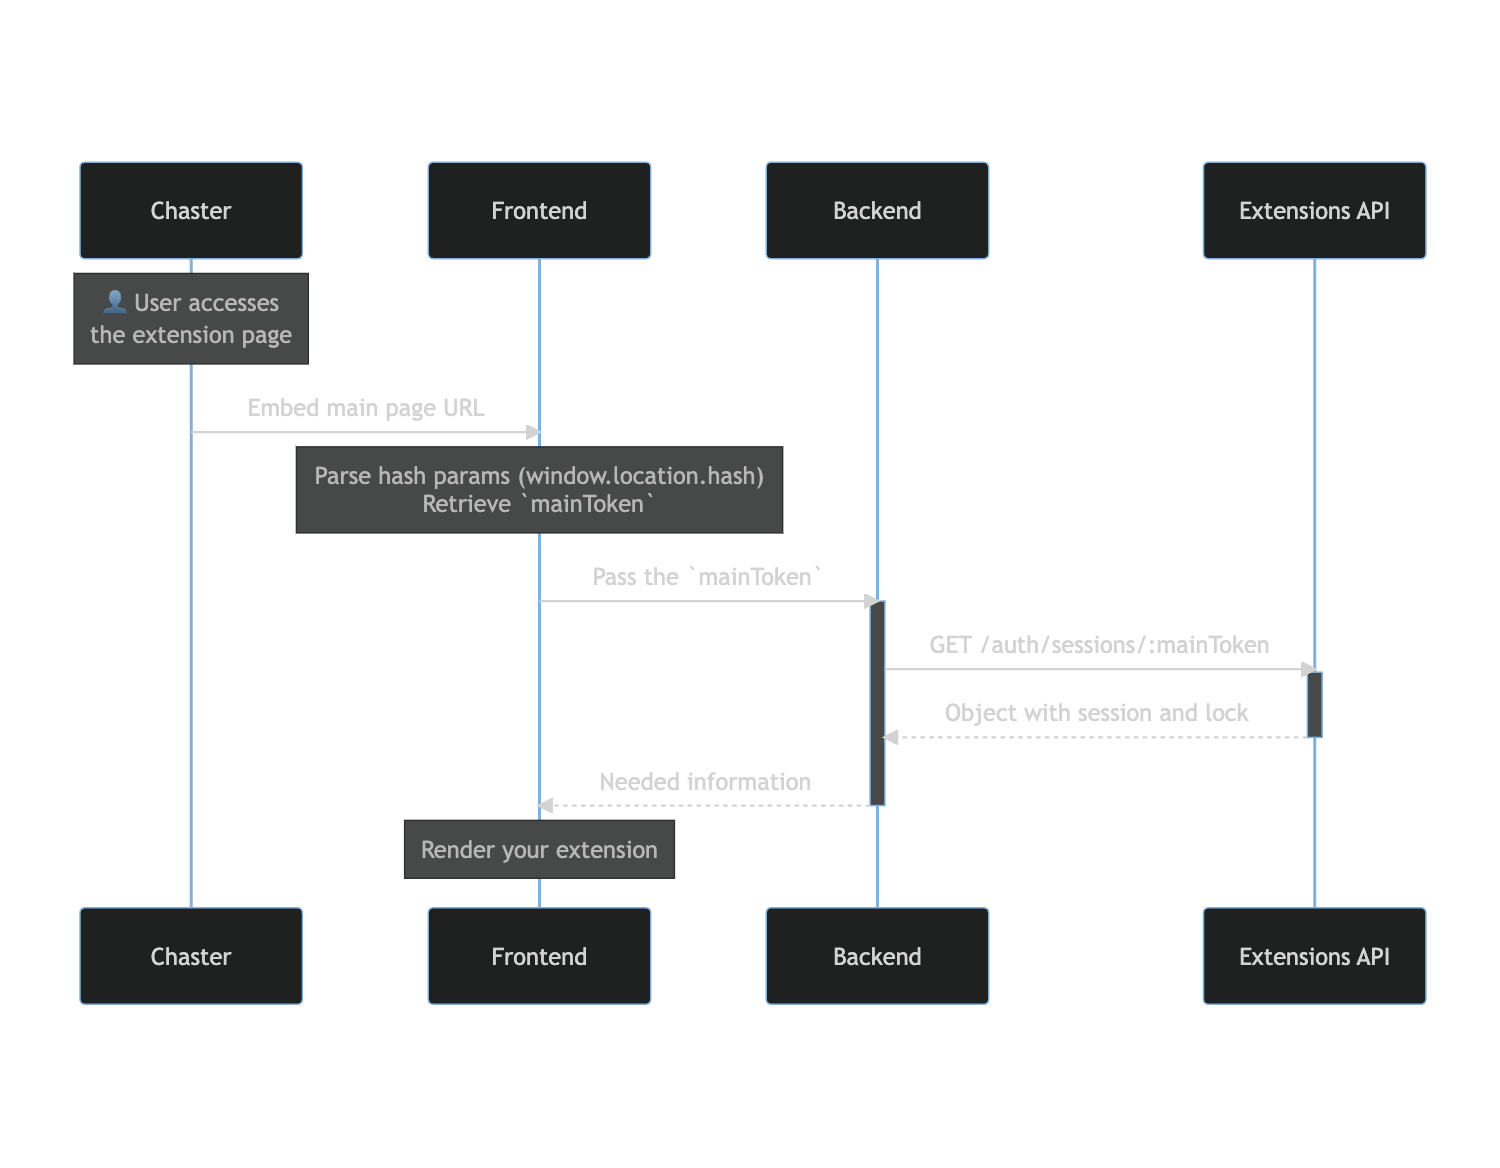 Chaster
Frontend
Backend
Extensions API
👤 User accesses
the extension page
Embed main page URL
Parse hash params (window.location.hash)
Retrieve `mainToken`
Pass the `mainToken`
GET /auth/sessions/:mainToken
Object with session and lock
Needed information
Render your extension
Chaster
Frontend
Backend
Extensions API